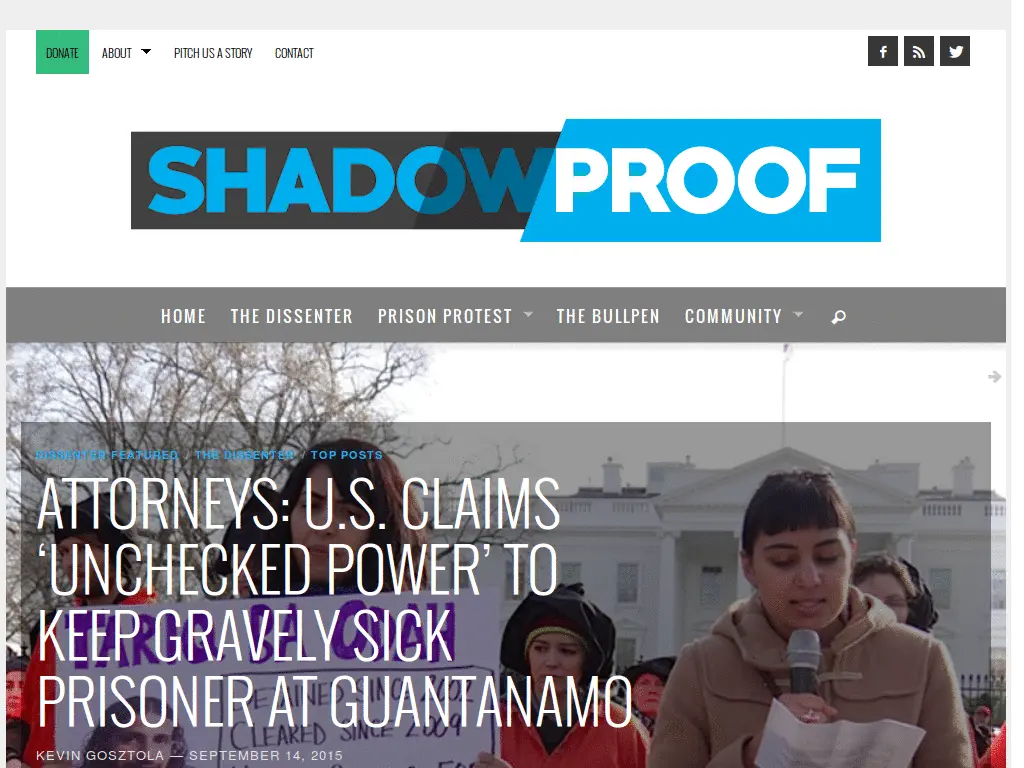 DONATE ABOUT PITCH US A STORY CONTACT
SHADOWPROOF
HOME THE DISSENTER PRISON PROTEST THE BULLPEN COMMUNITY
DISSENTER FEATURED / THE DISSENTER / TOP POSTS
ATTORNEYS: U.S. CLAIMS
‘UNCHECKED POWER’ TO
KEEP GRAVELY SICK
PRISONER AT GUANTANAMO
CLEARED SINCE 2009
KEVIN GOSZTOLA — SEPTEMBER 14, 2015